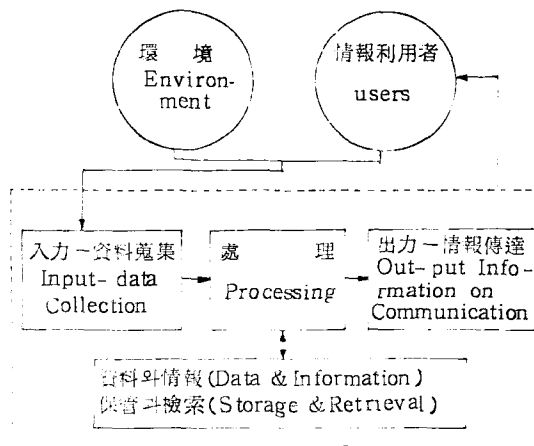 環 境
Environ-
ment
情報利用者
users
入力－資料蒐集
Input-data
Collection
處 理
Processing
出力－情報傳達
Out-put Info-
rmation on
Communication
資料와情報(Data & Information)
保管과檢索(Storage & Retrieval)